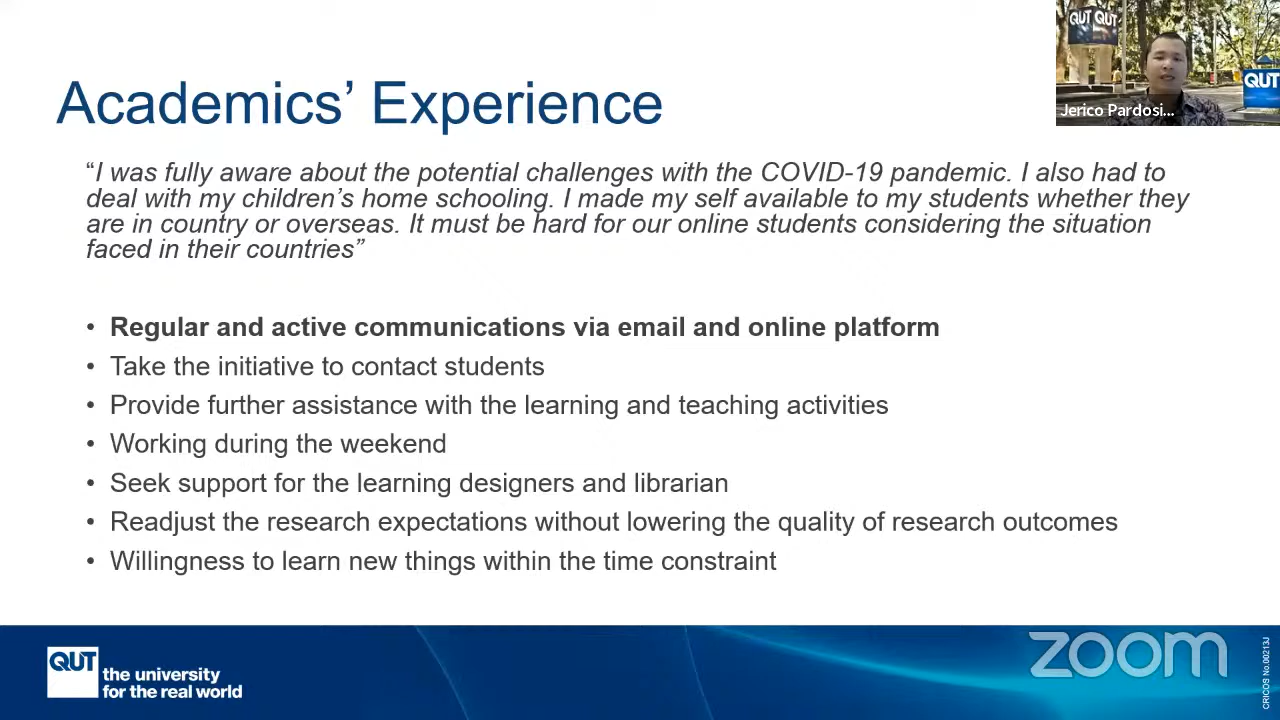 QUT QUT
QUT
Jerico Pardosi...
Academics’ Experience
“I was fully aware about the potential challenges with the COVID-19 pandemic. I also had to
deal with my children’s home schooling. I made my self available to my students whether they
are in country or overseas. It must be hard for our online students considering the situation
faced in their countries”
• Regular and active communications via email and online platform
• Take the initiative to contact students
• Provide further assistance with the learning and teaching activities
• Working during the weekend
• Seek support for the learning designers and librarian
• Readjust the research expectations without lowering the quality of research outcomes
• Willingness to learn new things within the time constraint
QUT
the university
for the real world
zoom
CRICOS No.00213J